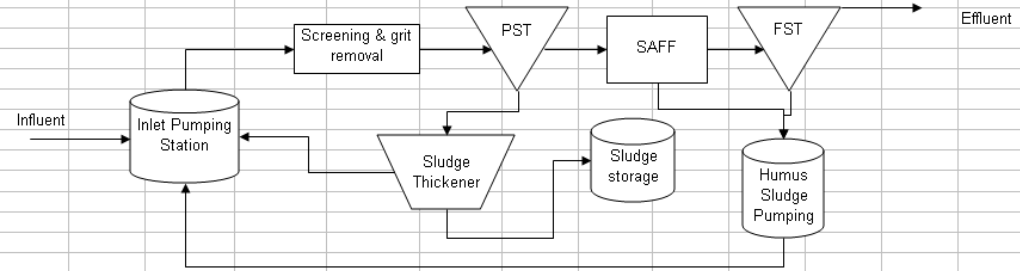 Effluent
Screening & grit
removal
PST
SAFF
FST
Influent
Inlet Pumping
Station
Sludge
Thickener
Sludge
storage
Humus
Sludge
Pumping